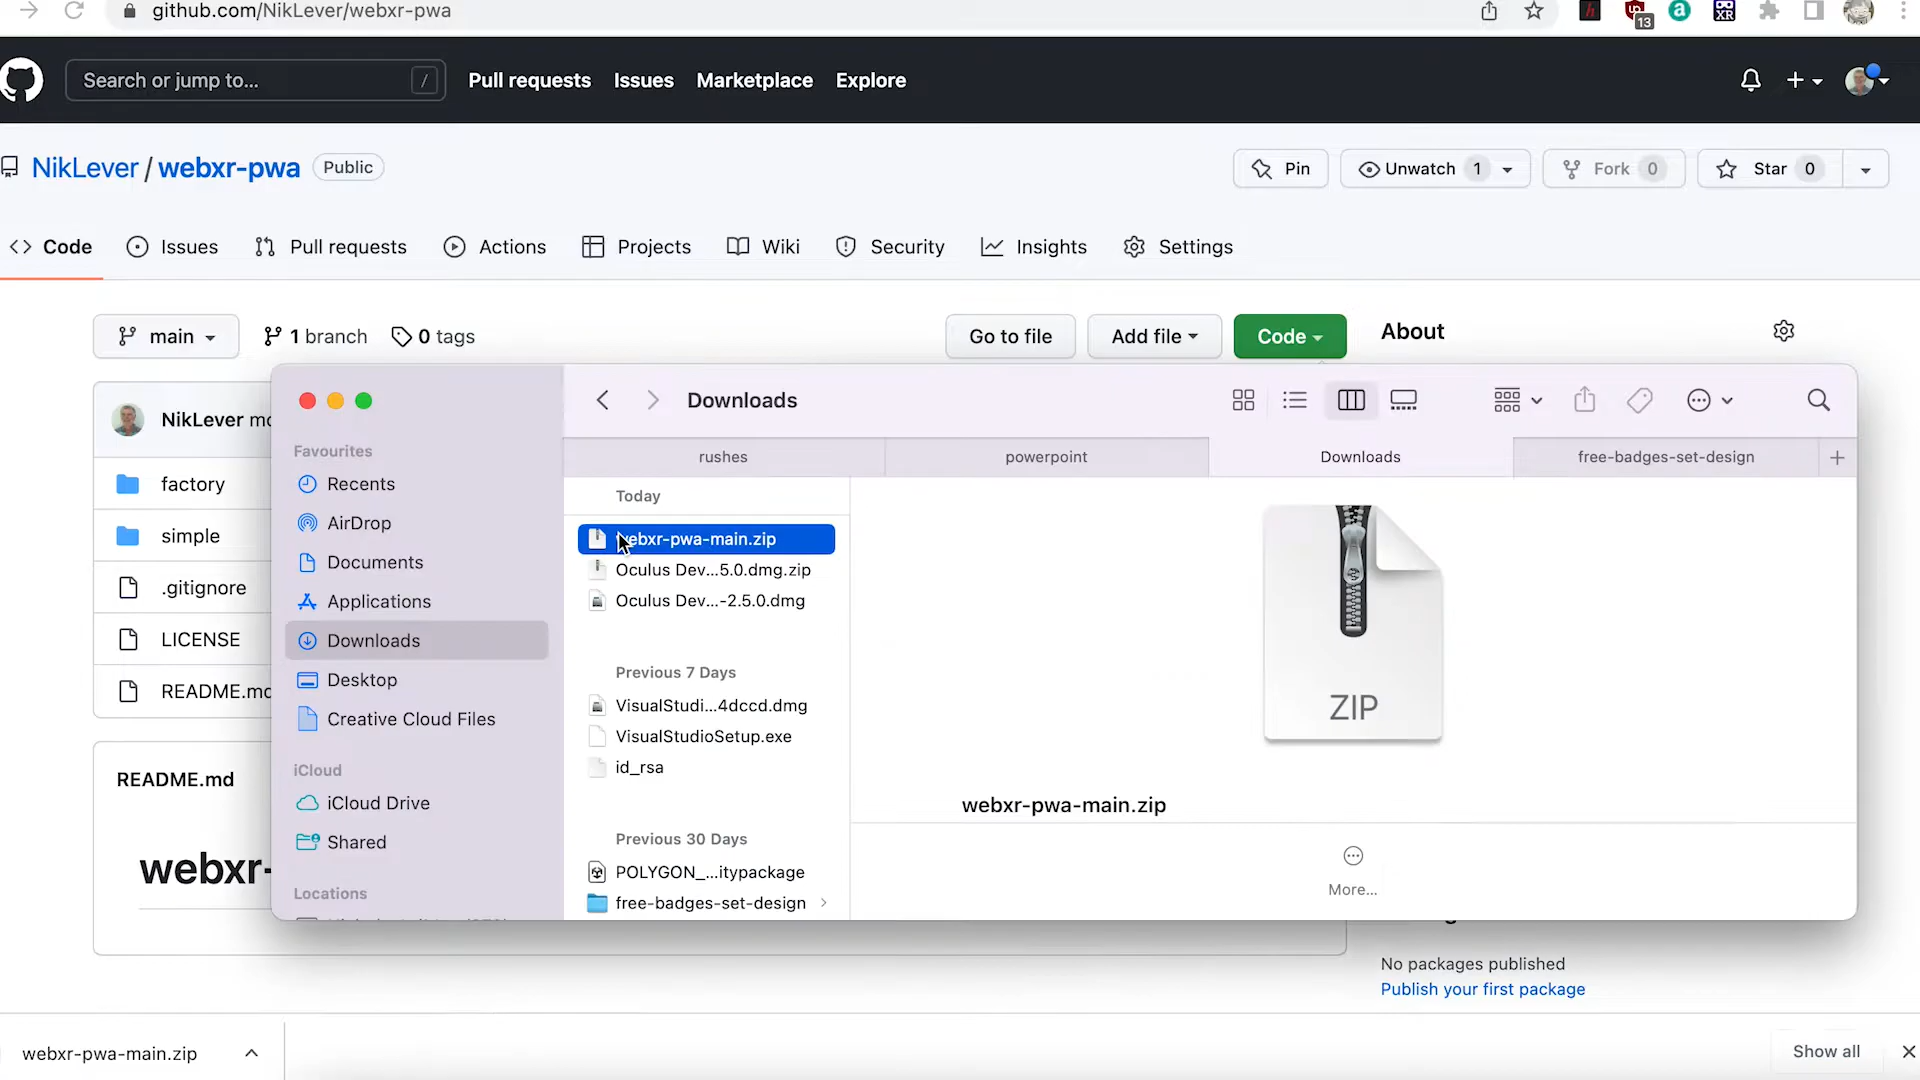 github.com/NikLever/webxr-pwa
13
XR
Search or jump to...
/
Pull requests
Issues
Marketplace
Explore
NikLever / webxr-pwa
Public
Pin
Unwatch 1
Fork 0
Star 0
Code
Issues
Pull requests
Actions
Projects
Wiki
Security
Insights
Settings
main
1 branch
0 tags
Go to file
Add file
Code
About
NikLever
factory
simple
.gitignore
LICENSE
README.md
README.md
webxr-
Downloads
Favourites
Recents
AirDrop
Documents
Applications
Downloads
Desktop
Creative Cloud Files
iCloud
iCloud Drive
Shared
Locations
rushes
powerpoint
Downloads
free-badges-set-design
Today
webxr-pwa-main.zip
Oculus Dev...5.0.dmg.zip
Oculus Dev...-2.5.0.dmg
Previous 7 Days
VisualStudi...4dccd.dmg
VisualStudioSetup.exe
id_rsa
Previous 30 Days
POLYGON_...itypackage
free-badges-set-design
ZIP
webxr-pwa-main.zip
More...
No packages published
Publish your first package
webxr-pwa-main.zip
Show all